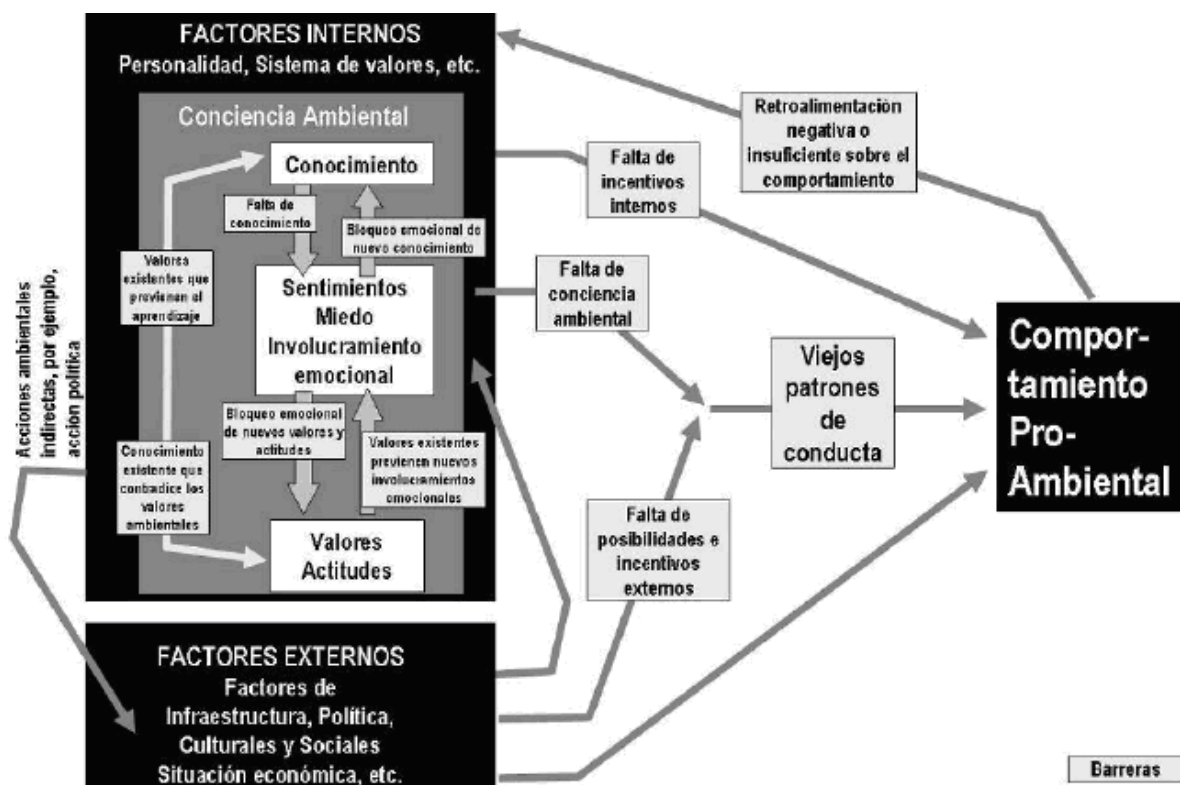 FACTORES INTERNOS
Personalidad, Sistema de valores, etc.
Conciencia Ambiental
Conocimiento
Falta de
conocimiento
Bloqueo emocional de
nuevo conocimiento
Valores
existentes que
previenen el
aprendizaje
Sentimientos
Miedo
Involucramiento
emocional
Bloqueo emocional
de nuevos valores y
actitudes
Valores existentes
previenen nuevos
involucramientos
emocionales
Conocimiento
existente que
contradice los
valores
ambientales
Valores
Actitudes
Acciones ambientales
indirectas, por ejemplo,
acción política
FACTORES EXTERNOS
Factores de
Infraestructura, Política,
Culturales y Sociales
Situación económica, etc.
Retroalimentación
negativa o
insuficiente sobre el
comportamiento
Falta de
incentivos
internos
Falta de
conciencia
ambiental
Viejos
patrones
de
conducta
Falta de
posibilidades e
incentivos
externos
Compor-
tamiento
Pro-
Ambiental
Barreras